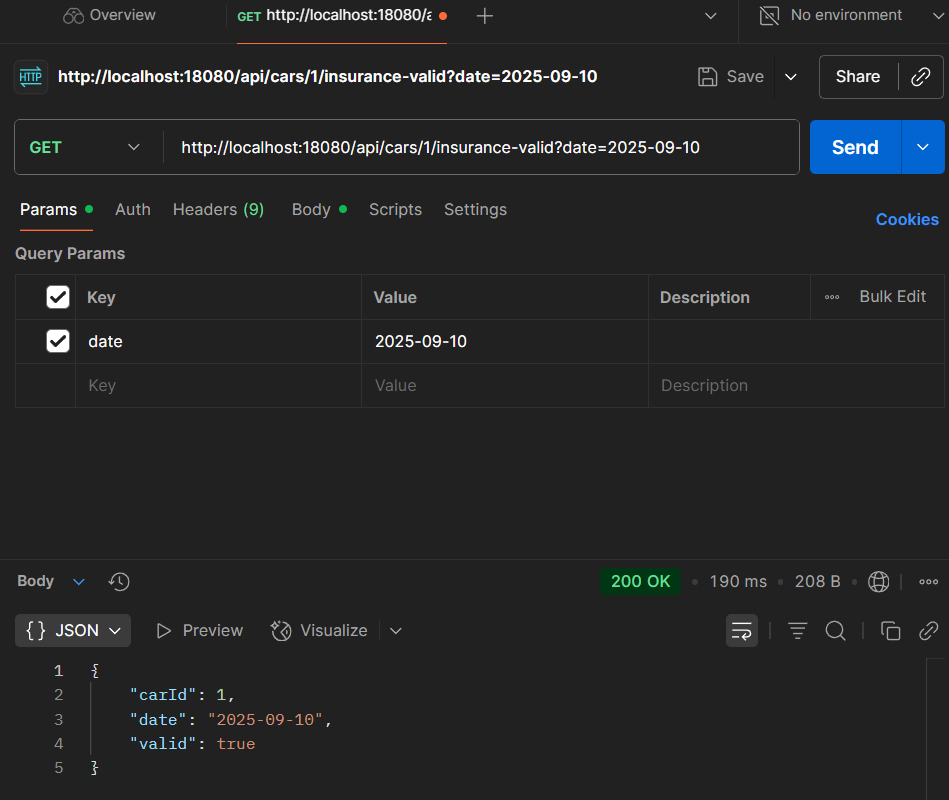 Overview
GET http://localhost:18080/a
No environment
HTTP
http://localhost:18080/api/cars/1/insurance-valid?date=2025-09-10
Save
Share
GET
http://localhost:18080/api/cars/1/insurance-valid?date=2025-09-10
Send
Params Auth Headers (9) Body Scripts Settings
Cookies
Query Params
Key Value Description Bulk Edit
date 2025-09-10
Key Value Description
Body 200 OK 190 ms 208 B
{} JSON Preview Visualize
1 {
2 "carId": 1,
3 "date": "2025-09-10",
4 "valid": true
5 }